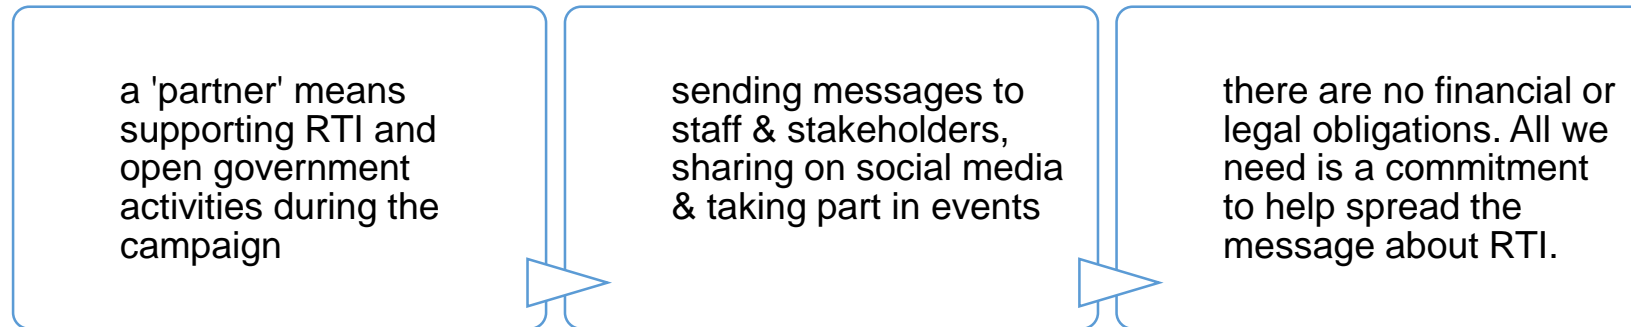 a 'partner' means
supporting RTI and
open government
activities during the
campaign
sending messages to
staff & stakeholders,
sharing on social media
& taking part in events
there are no financial or
legal obligations. All we
need is a commitment
to help spread the
message about RTI.